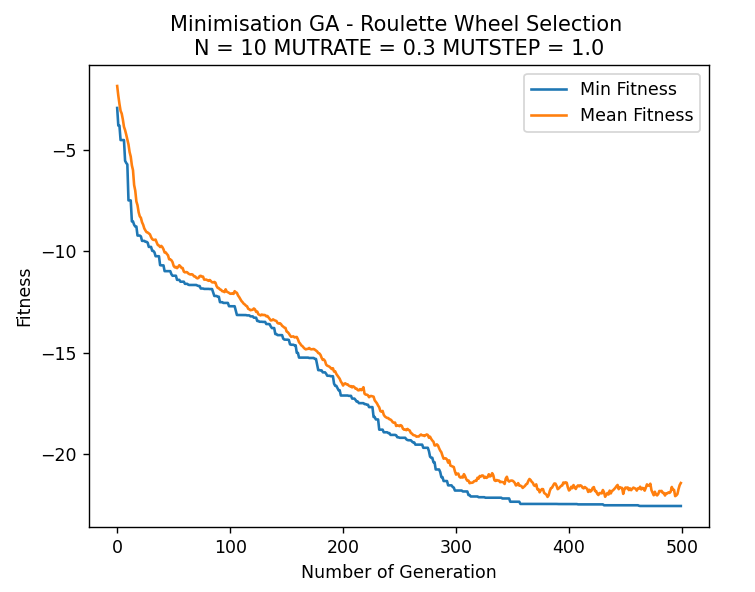 Minimisation GA - Roulette Wheel Selection
N = 10 MUTRATE = 0.3 MUTSTEP = 1.0
Min Fitness
Mean Fitness
−5
−10
−15
−20
Fitness
0 100 200 300 400 500
Number of Generation